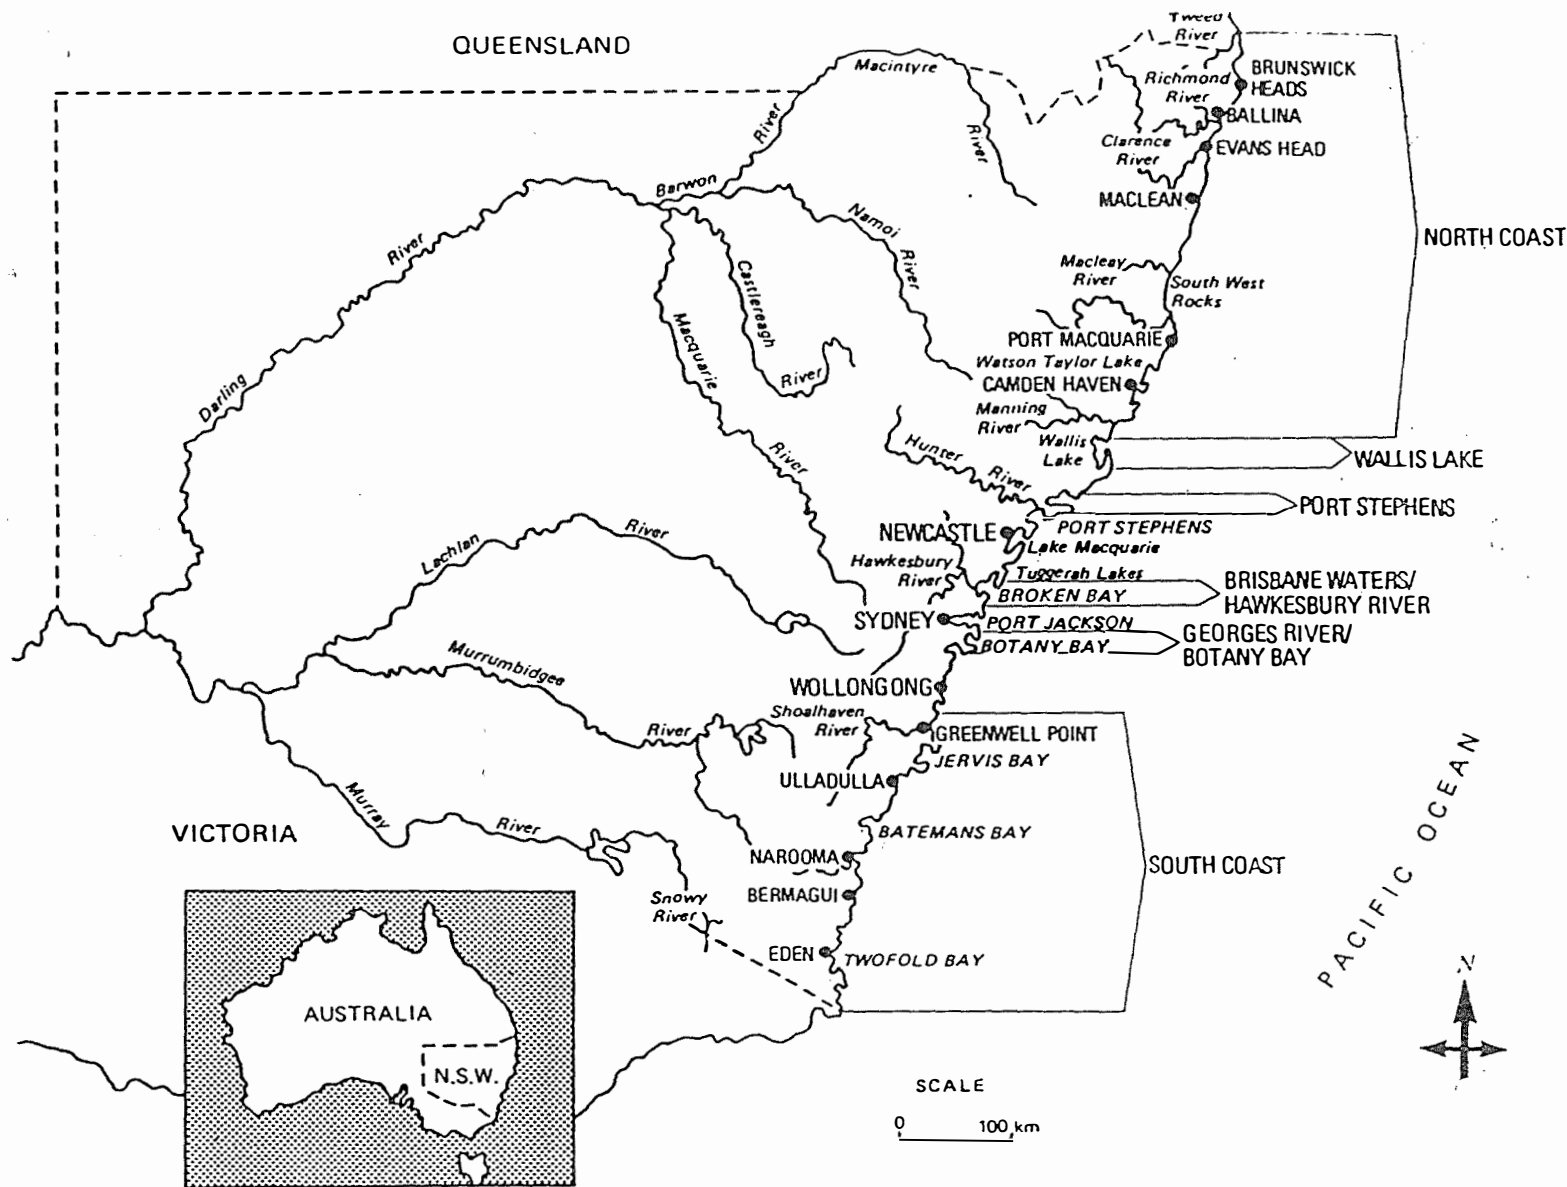 QUEENSLAND
Tweed
River
Macintyre
River
River
Richmond
River
BRUNSWICK
HEADS
BALLINA
Clarence
River
EVANS HEAD
MACLEAN
Barwon
Namoi
River
NORTH COAST
River
Darling
Castlereagh
River
Macquarie
River
Macleay
River
South West
Rocks
PORT MACQUARIE
Watson Taylor Lake
CAMDEN HAVEN
Manning
River
Wallis
Lake
WALLIS LAKE
Hunter
River
PORT STEPHENS
PORT STEPHENS
NEWCASTLE
Lake Macquarie
Lachlan
River
Hawkesbury
River
Tuggerah Lakes
BROKEN BAY
BRISBANE WATERS/
HAWKESBURY RIVER
SYDNEY
PORT JACKSON
BOTANY BAY
GEORGES RIVER/
BOTANY BAY
Murrumbidgee
River
WOLLONGONG
Shoalhaven
River
GREENWELL POINT
JERVIS BAY
ULLADULLA
Murray
River
VICTORIA
BATEMANS BAY
NAROOMA
BERMAGUI
SOUTH COAST
Snowy
River
EDEN
TWOFOLD BAY
PACIFIC OCEAN
N
AUSTRALIA
N.S.W.
SCALE
0 100 km